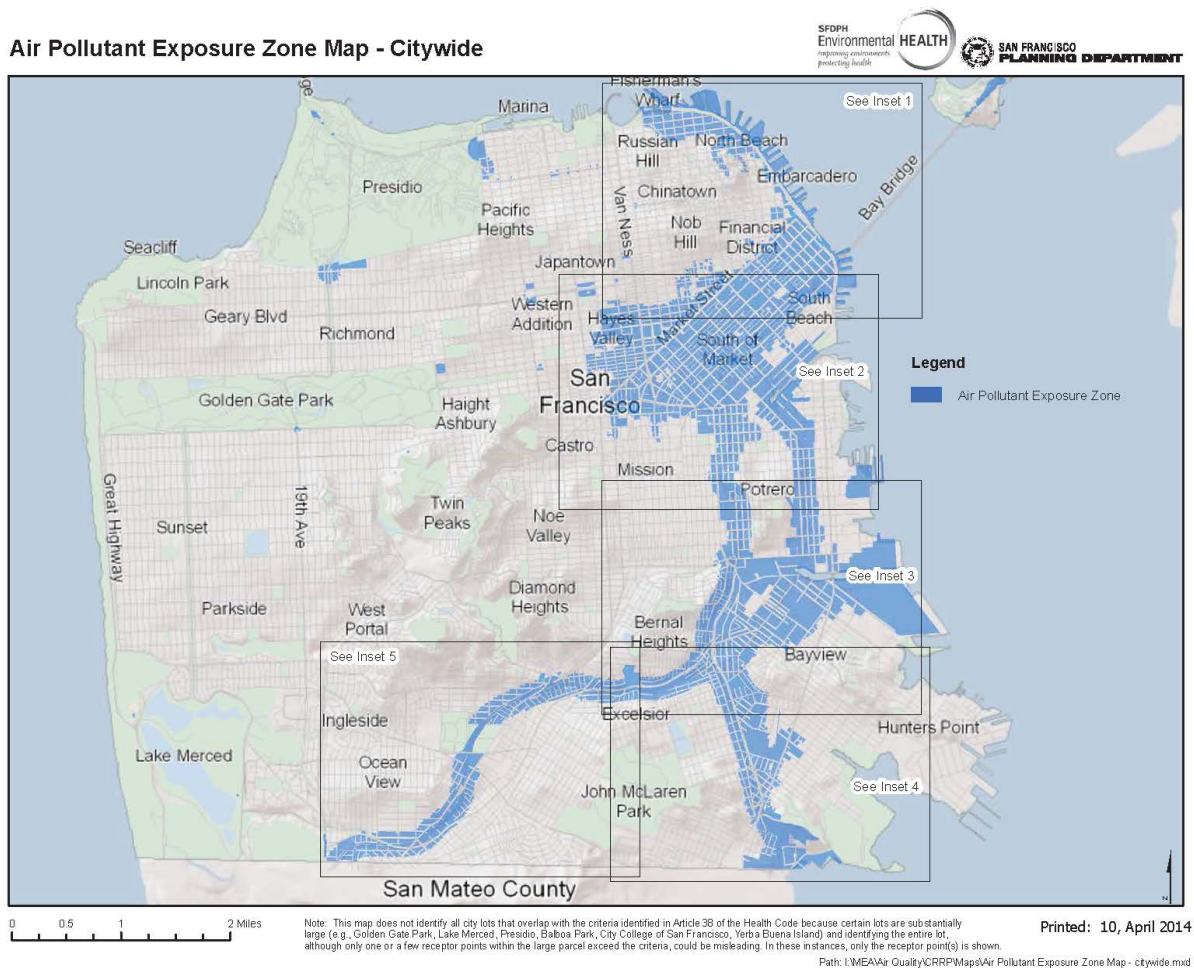 Air Pollutant Exposure Zone Map - Citywide
SFDPH
Environmental HEALTH
improving environments
protecting health
SAN FRANCISCO
PLANNING DEPARTMENT
ge
Marina
Fisherman's
Wharf
See Inset 1
Russian
Hill
North Beach
Presidio
Chinatown
Embarcadero
Bay Bridge
Pacific
Heights
Van Ness
Nob
Hill
Financial
District
Seacliff
Japantown
Lincoln Park
Geary Blvd
Richmond
Western
Addition
Hayes
Valley
Market Street
South
Beach
South of
Market
Legend
Air Pollutant Exposure Zone
See Inset 2
San
Francisco
Golden Gate Park
Haight
Ashbury
Castro
Mission
Potrero
Great Highway
19th Ave
Sunset
Twin
Peaks
Noe
Valley
See Inset 3
Parkside
West
Portal
Diamond
Heights
Bernal
Heights
Bayview
See Inset 5
Ingleside
Excelsior
Hunters Point
Lake Merced
Ocean
View
John McLaren
Park
See Inset 4
San Mateo County
N
0 0.5 1 2 Miles
Note: This map does not identify all city lots that overlap with the criteria identified in Article 38 of the Health Code because certain lots are substantially
large (e.g., Golden Gate Park, Lake Merced, Presidio, Balboa Park, City College of San Francisco, Yerba Buena Island) and identifying the entire lot,
although only one or a few receptor points within the large parcel exceed the criteria, could be misleading. In these instances, only the receptor point(s) is shown.
Printed: 10, April 2014
Path: I:\MEA\Air Quality\CRRP\Maps\Air Pollutant Exposure Zone Map - citywide.mxd